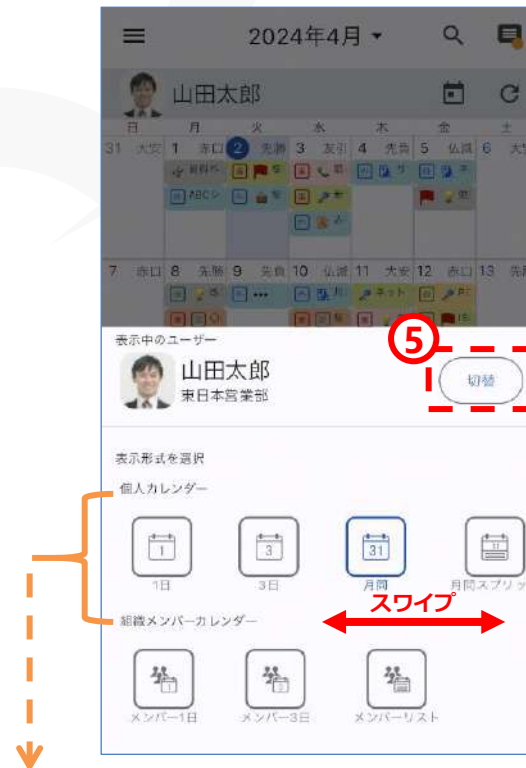 2024年4月
山田太郎
日 月 火 水 木 金 土
31 大安 1 赤口 2 先勝 3 友引 4 先負 5 仏滅 6
7 赤口 8 先勝 9 先負 10 仏滅 11 大安 12 赤口 13
表示中のユーザー
山田太郎
東日本営業部
⑤
切替
表示形式を選択
個人カレンダー
1 3 31
1日 3日 月間 月間スプリッ
スワイプ
組織メンバーカレンダー
メンバー1日 メンバー3日 メンバーリスト